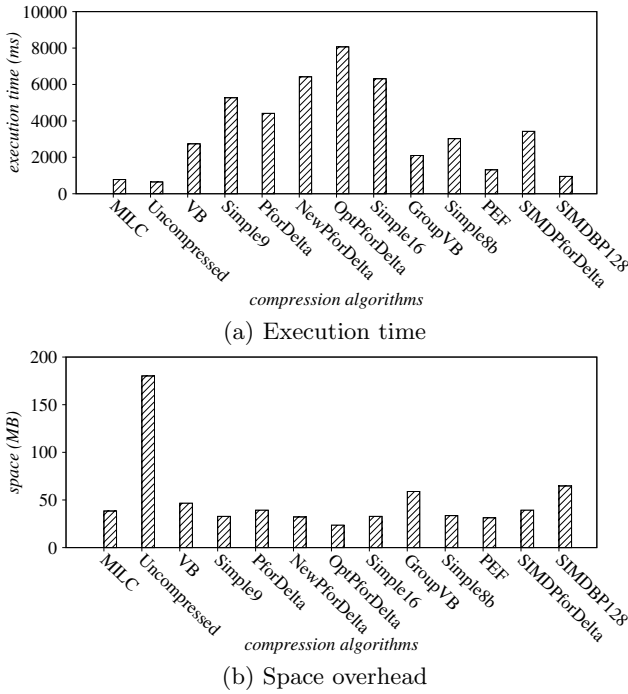 10000
8000
6000
4000
2000
0
execution time (ms)
MILC
Uncompressed
VB
Simple9
PforDelta
NewPforDelta
OptPforDelta
Simple16
GroupVB
Simple8b
PEF
SIMDPforDelta
SIMDBP128
compression algorithms
(a) Execution time
200
150
100
50
0
space (MB)
MILC
Uncompressed
VB
Simple9
PforDelta
NewPforDelta
OptPforDelta
Simple16
GroupVB
Simple8b
PEF
SIMDPforDelta
SIMDBP128
compression algorithms
(b) Space overhead